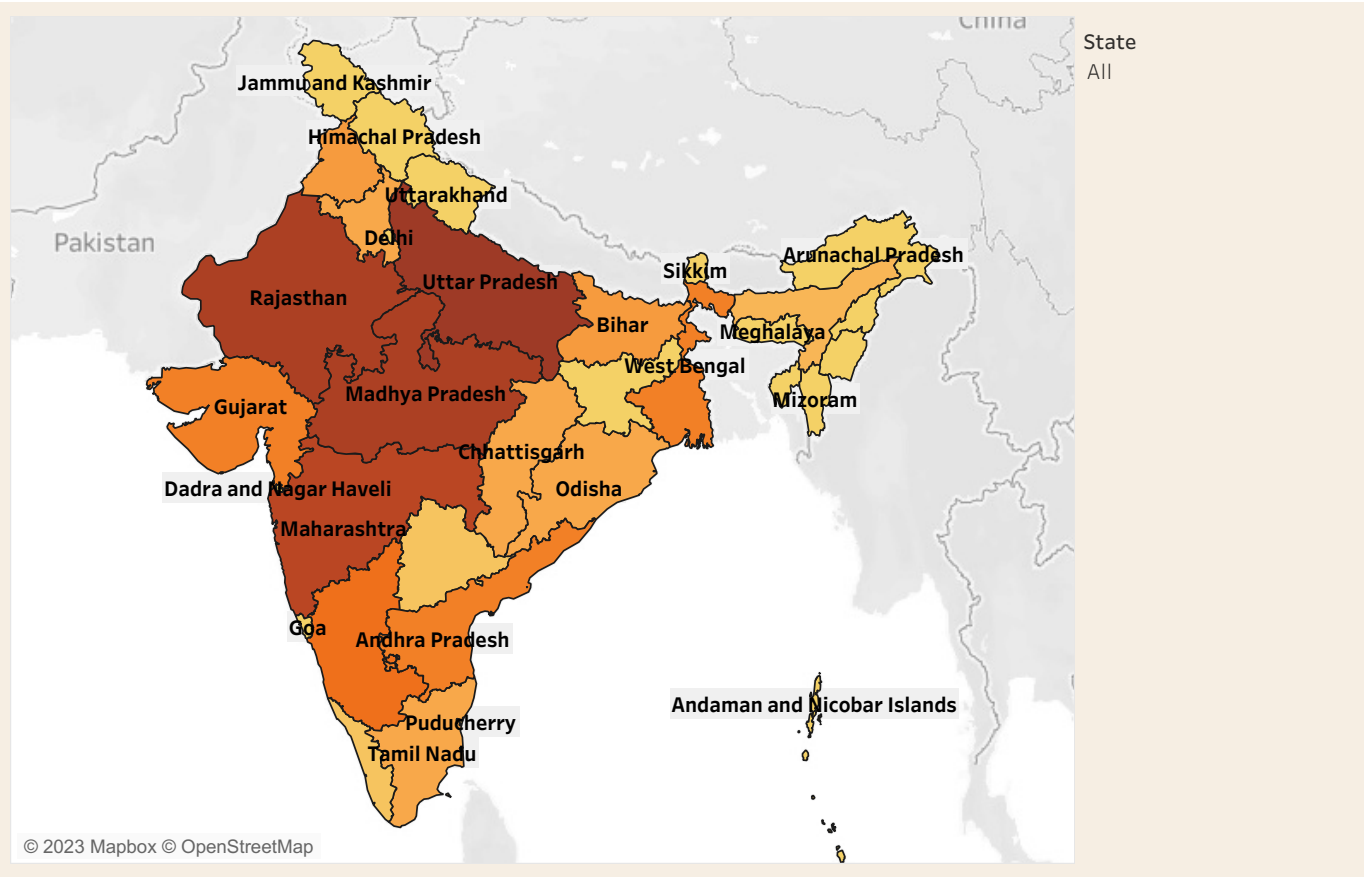 China
State
All
Jammu and Kashmir
Himachal Pradesh
Uttarakhand
Pakistan
Delhi
Arunachal Pradesh
Sikkim
Uttar Pradesh
Rajasthan
Bihar
Meghalaya
West Bengal
Madhya Pradesh
Mizoram
Gujarat
Chhattisgarh
Dadra and Nagar Haveli
Odisha
Maharashtra
Goa
Andhra Pradesh
Andaman and Nicobar Islands
Puducherry
Tamil Nadu
© 2023 Mapbox © OpenStreetMap